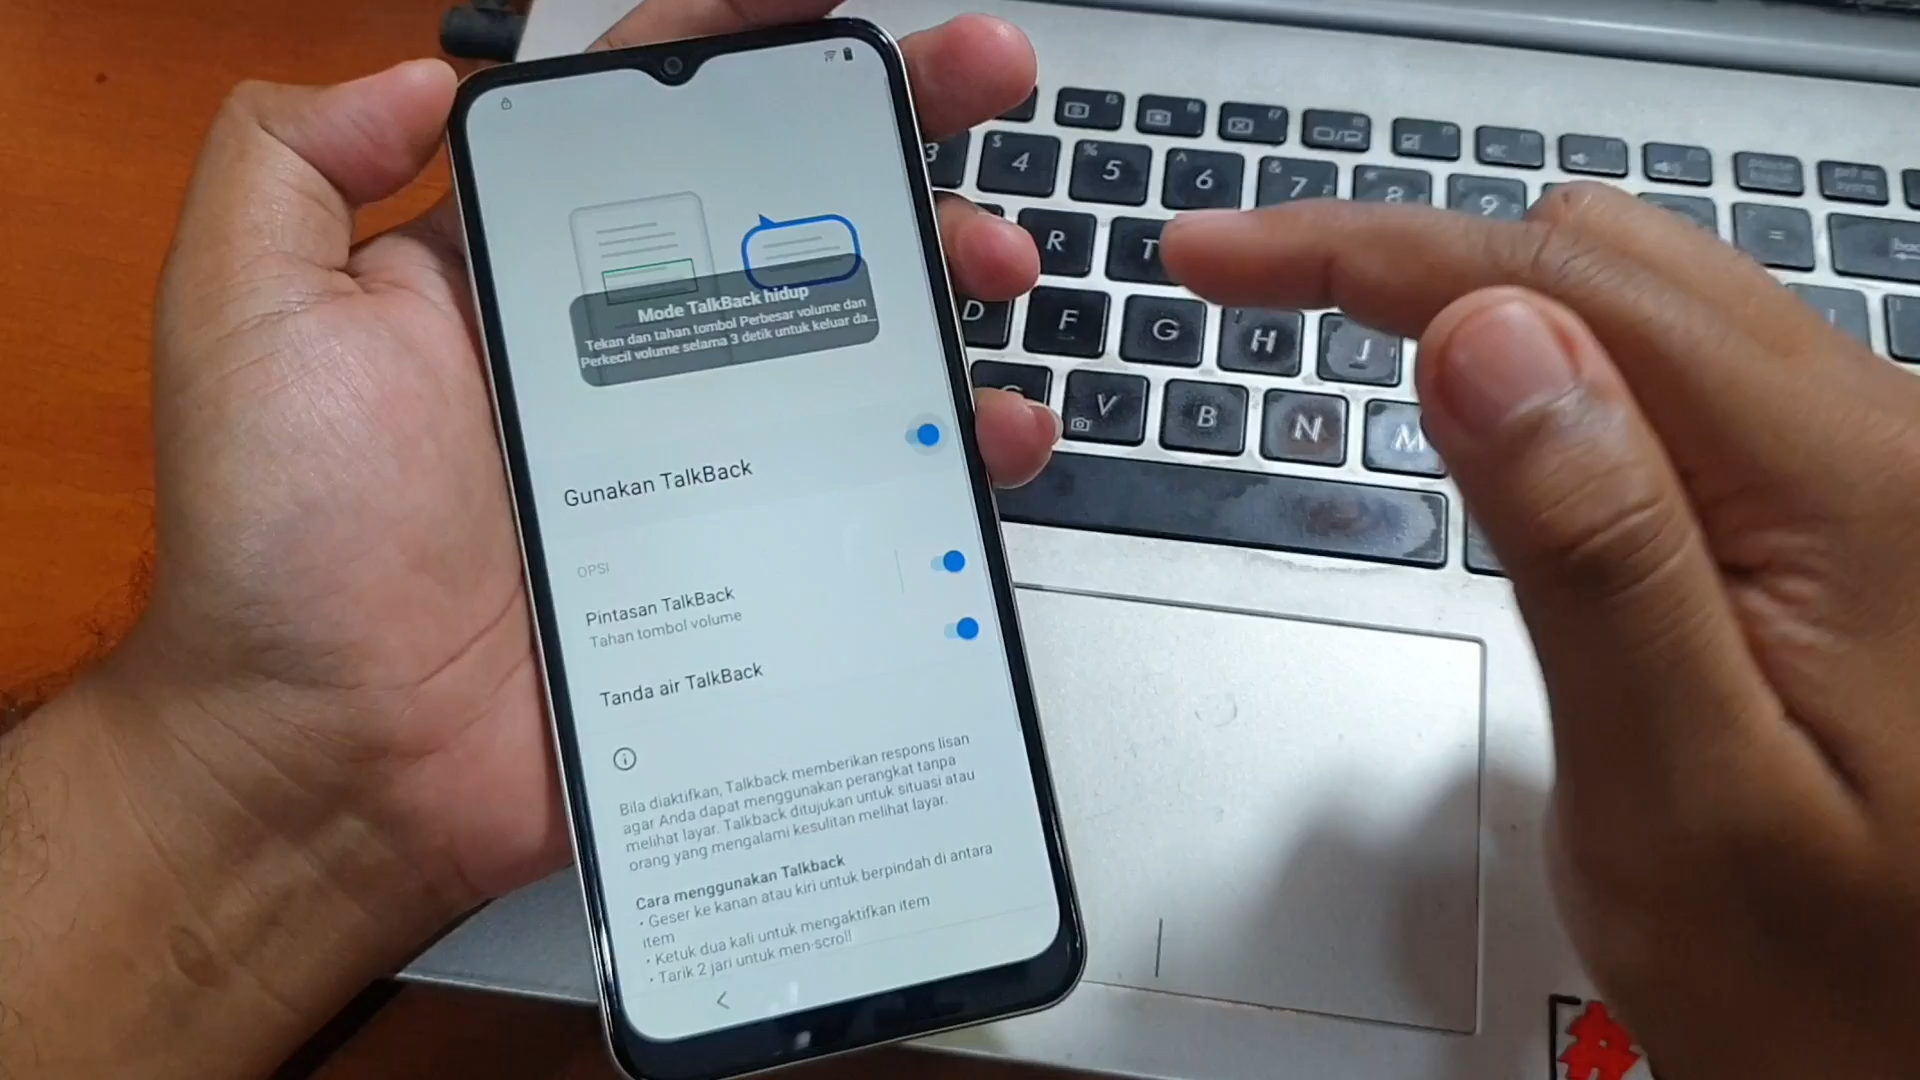 Mode TalkBack hidup
Tekan dan tahan tombol Perbesar volume dan
Perkecil volume selama 3 detik untuk keluar da...
Gunakan TalkBack
OPSI
Pintasan TalkBack
Tahan tombol volume
Tanda air TalkBack
Bila diaktifkan, Talkback memberikan respons lisan
agar Anda dapat menggunakan perangkat tanpa
melihat layar. Talkback ditujukan untuk situasi atau
orang yang mengalami kesulitan melihat layar.
Cara menggunakan Talkback
• Geser ke kanan atau kiri untuk berpindah di antara
item
• Ketuk dua kali untuk mengaktifkan item
• Tarik 2 jari untuk men-scroll
3 $ 4 % 5 ^ 6 & 7 8 9 =
R T
D F G H J
C V B N M